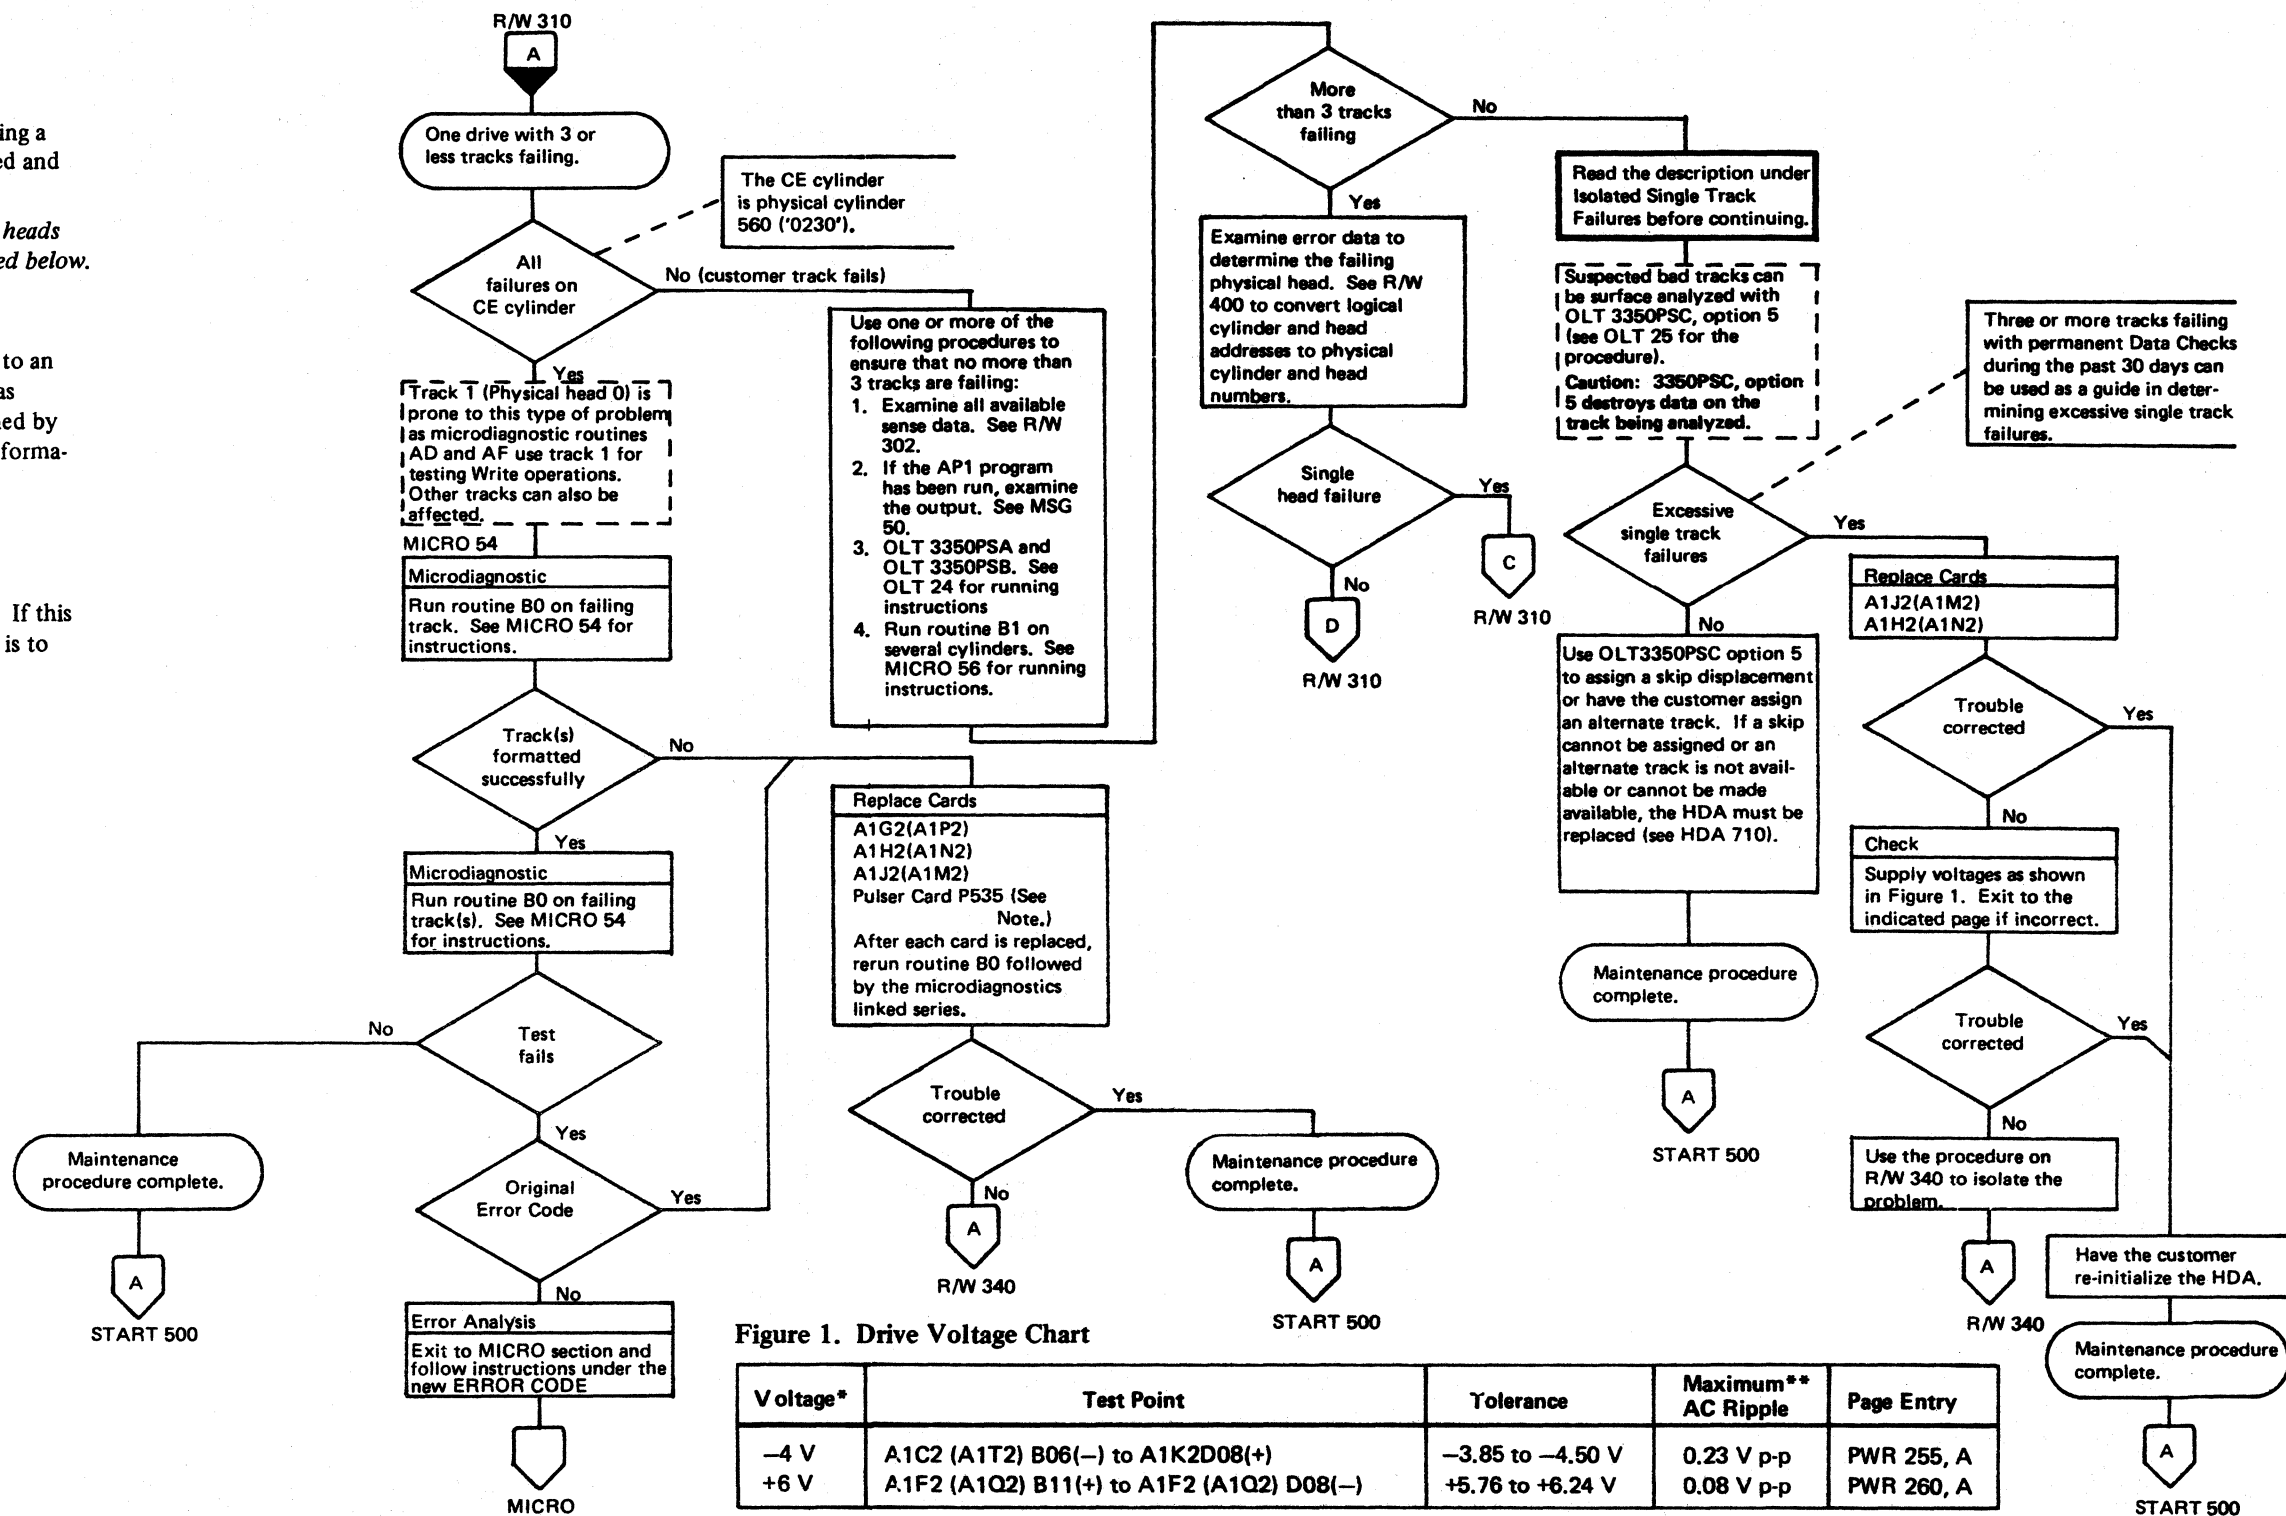 ing a
ed and
heads
ed below.
to an
as
ned by
forma-
If this
is to
R/W 310
A
One drive with 3 or
less tracks failing.
The CE cylinder
is physical cylinder
560 ('0230').
All
failures on
CE cylinder
No (customer track fails)
Yes
Track 1 (Physical head 0) is
prone to this type of problem
as microdiagnostic routines
AD and AF use track 1 for
testing Write operations.
Other tracks can also be
affected.
MICRO 54
Microdiagnostic
Run routine B0 on failing
track. See MICRO 54 for
instructions.
Track(s)
formatted
successfully
No
Yes
Microdiagnostic
Run routine B0 on failing
track(s). See MICRO 54
for instructions.
Test
fails
No
Maintenance
procedure complete.
A
START 500
Yes
Original
Error Code
Yes
No
Error Analysis
Exit to MICRO section and
follow instructions under the
new ERROR CODE
MICRO
Use one or more of the
following procedures to
ensure that no more than
3 tracks are failing:
1. Examine all available
sense data. See R/W
302.
2. If the AP1 program
has been run, examine
the output. See MSG
50.
3. OLT 3350PSA and
OLT 3350PSB. See
OLT 24 for running
instructions
4. Run routine B1 on
several cylinders. See
MICRO 56 for running
instructions.
Replace Cards
A1G2(A1P2)
A1H2(A1N2)
A1J2(A1M2)
Pulser Card P535 (See
Note.)
After each card is replaced,
rerun routine B0 followed
by the microdiagnostics
linked series.
Trouble
corrected
Yes
Maintenance procedure
complete.
A
START 500
No
A
R/W 340
More
than 3 tracks
failing
No
Yes
Examine error data to
determine the failing
physical head. See R/W
400 to convert logical
cylinder and head
addresses to physical
cylinder and head
numbers.
Single
head failure
Yes
C
R/W 310
No
D
R/W 310
Read the description under
Isolated Single Track
Failures before continuing.
Suspected bad tracks can
be surface analyzed with
OLT 3350PSC, option 5
(see OLT 25 for the
procedure).
Caution: 3350PSC, option
5 destroys data on the
track being analyzed.
Three or more tracks failing
with permanent Data Checks
during the past 30 days can
be used as a guide in deter-
mining excessive single track
failures.
Excessive
single track
failures
Yes
No
Use OLT3350PSC option 5
to assign a skip displacement
or have the customer assign
an alternate track. If a skip
cannot be assigned or an
alternate track is not avail-
able or cannot be made
available, the HDA must be
replaced (see HDA 710).
Maintenance procedure
complete.
A
START 500
Replace Cards
A1J2(A1M2)
A1H2(A1N2)
Trouble
corrected
Yes
No
Check
Supply voltages as shown
in Figure 1. Exit to the
indicated page if incorrect.
Trouble
corrected
Yes
No
Use the procedure on
R/W 340 to isolate the
problem.
A
R/W 340
Have the customer
re-initialize the HDA.
Maintenance procedure
complete.
A
START 500
Figure 1. Drive Voltage Chart
Voltage* Test Point Tolerance Maximum** AC Ripple Page Entry
–4 V A1C2 (A1T2) B06(–) to A1K2D08(+) –3.85 to –4.50 V 0.23 V p-p PWR 255, A
+6 V A1F2 (A1Q2) B11(+) to A1F2 (A1Q2) D08(–) +5.76 to +6.24 V 0.08 V p-p PWR 260, A